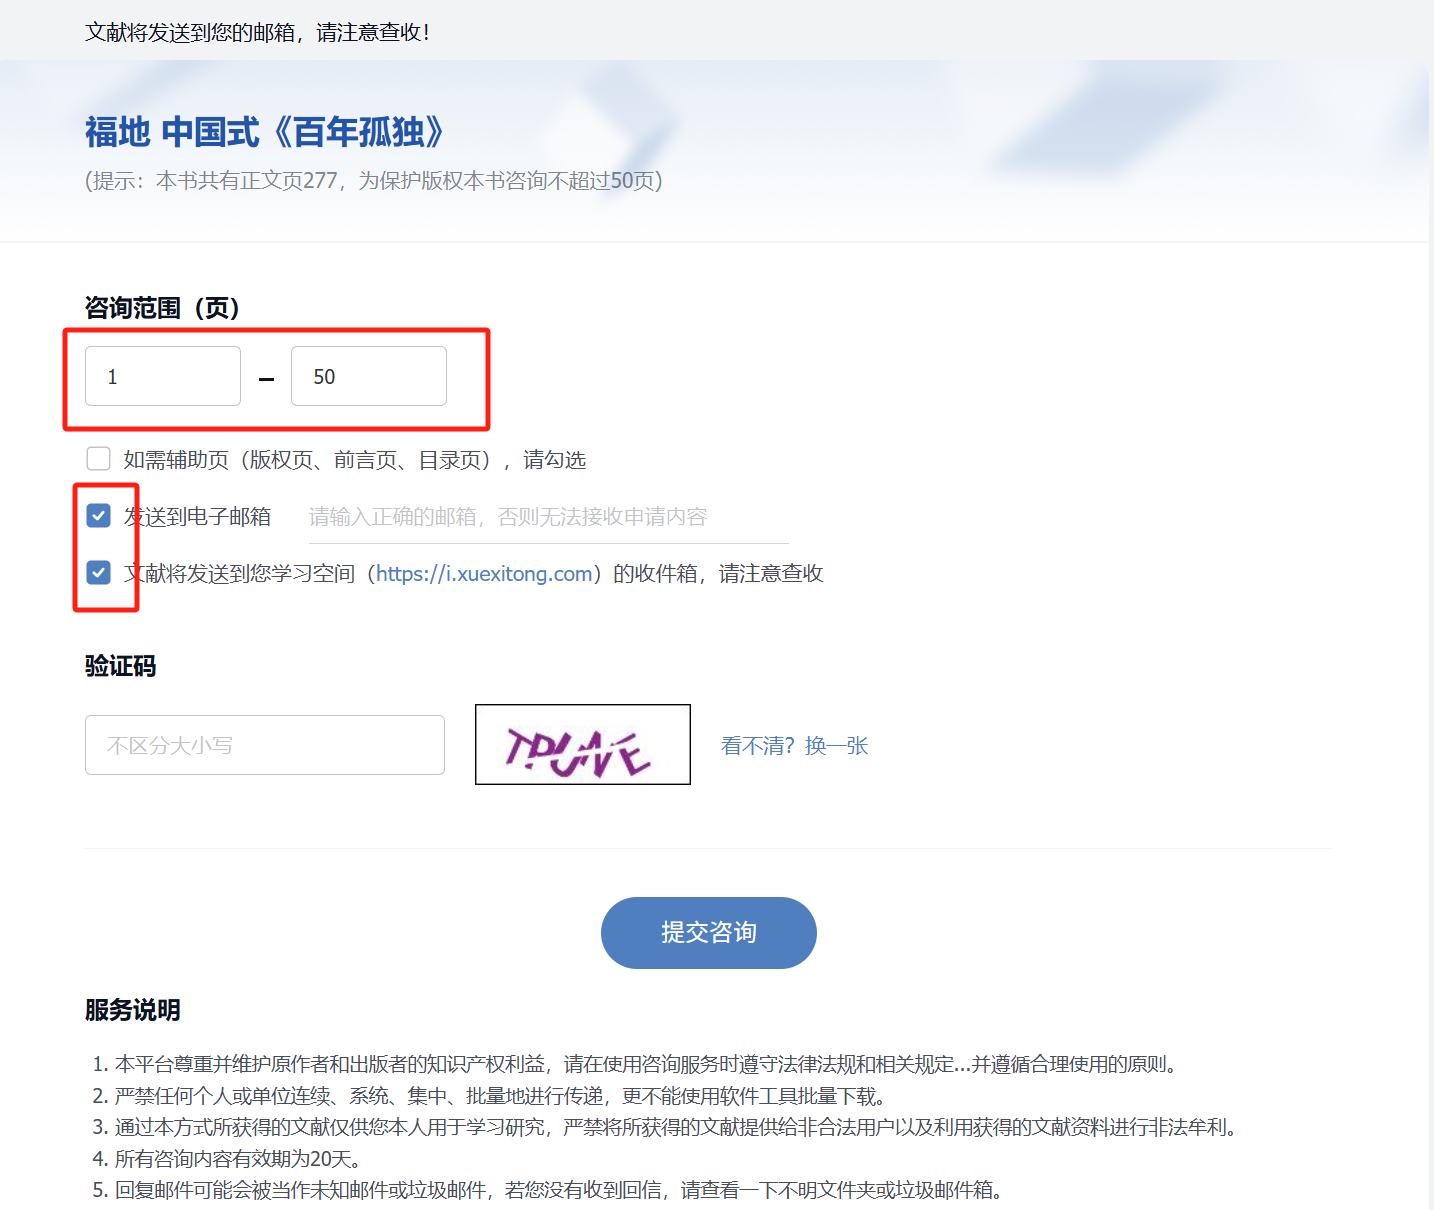 文献将发送到您的邮箱，请注意查收！
福地 中国式《百年孤独》
(提示：本书共有正文页277，为保护版权本书咨询不超过50页)
咨询范围（页）
1 – 50
如需辅助页（版权页、前言页、目录页），请勾选
发送到电子邮箱 请输入正确的邮箱，否则无法接收申请内容
文献将发送到您学习空间（https://i.xuexitong.com）的收件箱，请注意查收
验证码
不区分大小写 看不清？换一张
提交咨询
服务说明
1. 本平台尊重并维护原作者和出版者的知识产权利益，请在使用咨询服务时遵守法律法规和相关规定...并遵循合理使用的原则。
2. 严禁任何个人或单位连续、系统、集中、批量地进行传递，更不能使用软件工具批量下载。
3. 通过本方式所获得的文献仅供您本人用于学习研究，严禁将所获得的文献提供给非合法用户以及利用获得的文献资料进行非法牟利。
4. 所有咨询内容有效期为20天。
5. 回复邮件可能会被当作未知邮件或垃圾邮件，若您没有收到回信，请查看一下不明文件夹或垃圾邮件箱。